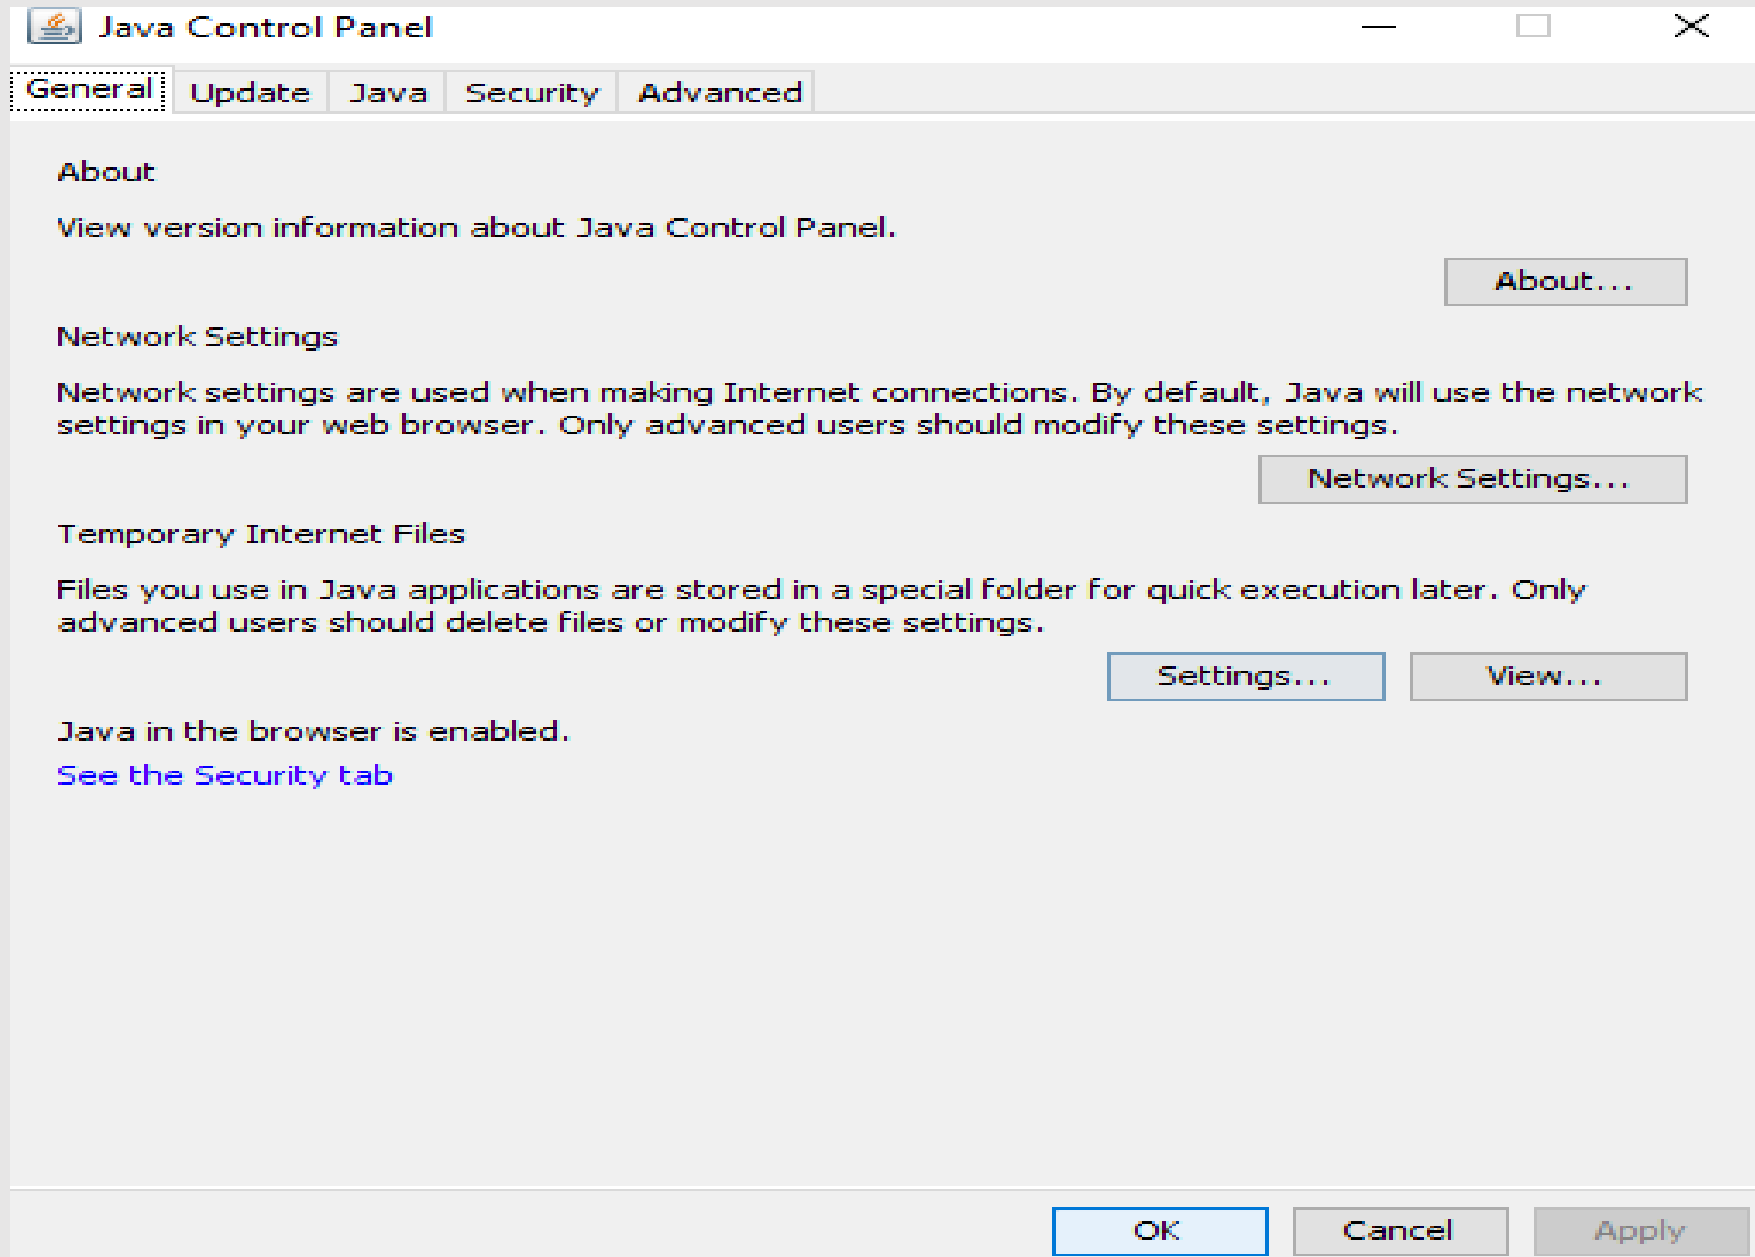 Java Control Panel
General Update Java Security Advanced
About
View version information about Java Control Panel.
About...
Network Settings
Network settings are used when making Internet connections. By default, Java will use the network
settings in your web browser. Only advanced users should modify these settings.
Network Settings...
Temporary Internet Files
Files you use in Java applications are stored in a special folder for quick execution later. Only
advanced users should delete files or modify these settings.
Settings... View...
Java in the browser is enabled.
See the Security tab
OK Cancel Apply